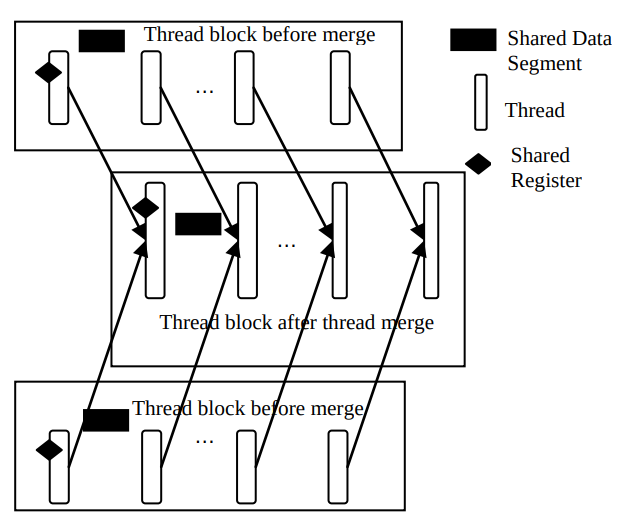 Thread block before merge
Shared Data
Segment
...
Thread
Shared
Register
...
Thread block after thread merge
Thread block before merge
...